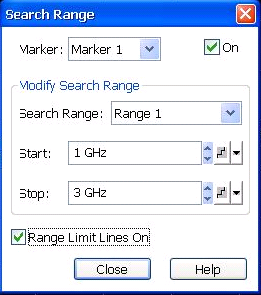 Search Range
Marker: Marker 1 On
Modify Search Range
Search Range: Range 1
Start: 1 GHz
Stop: 3 GHz
Range Limit Lines On
Close Help